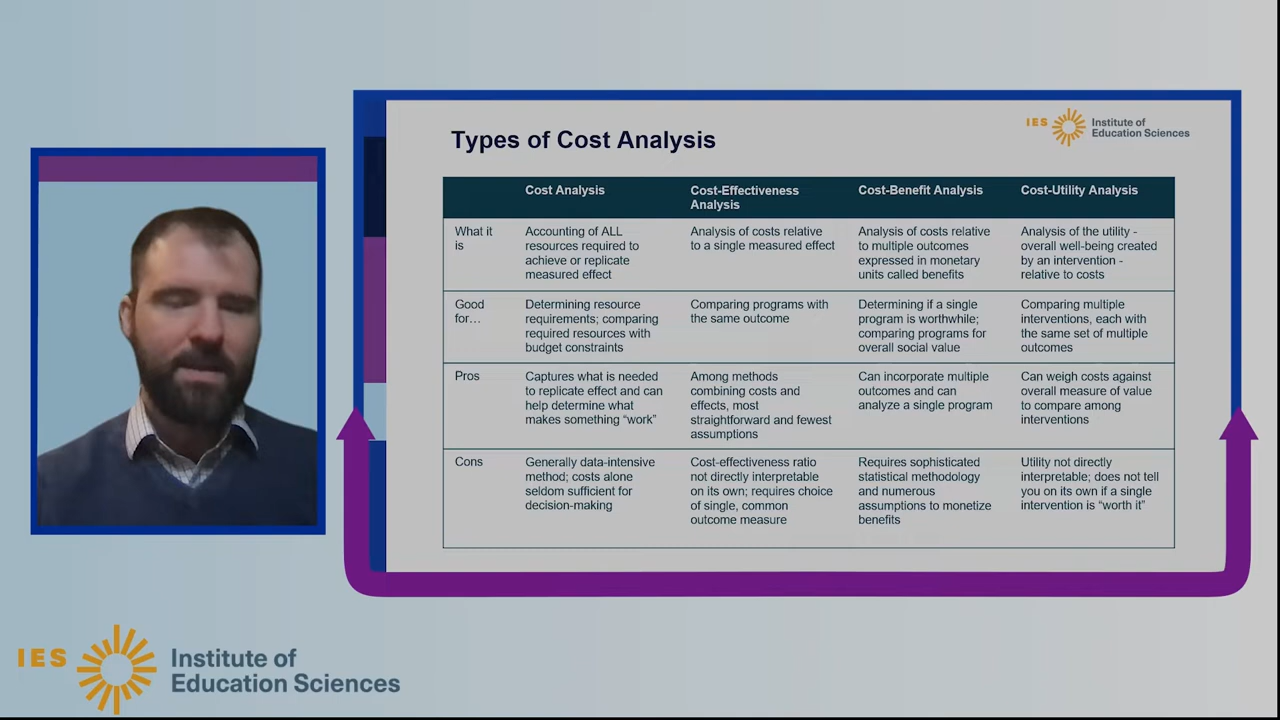 IES Institute of
Education Sciences
Types of Cost Analysis
Cost Analysis
Cost-Effectiveness
Analysis
Cost-Benefit Analysis
Cost-Utility Analysis
What it
is
Accounting of ALL
resources required to
achieve or replicate
measured effect
Analysis of costs relative
to a single measured effect
Analysis of costs relative
to multiple outcomes
expressed in monetary
units called benefits
Analysis of the utility -
overall well-being created
by an intervention -
relative to costs
Good
for…
Determining resource
requirements; comparing
required resources with
budget constraints
Comparing programs with
the same outcome
Determining if a single
program is worthwhile;
comparing programs for
overall social value
Comparing multiple
interventions, each with
the same set of multiple
outcomes
Pros
Captures what is needed
to replicate effect and can
help determine what
makes something “work”
Among methods
combining costs and
effects, most
straightforward and fewest
assumptions
Can incorporate multiple
outcomes and can
analyze a single program
Can weigh costs against
overall measure of value
to compare among
interventions
Cons
Generally data-intensive
method; costs alone
seldom sufficient for
decision-making
Cost-effectiveness ratio
not directly interpretable
on its own; requires choice
of single, common
outcome measure
Requires sophisticated
statistical methodology
and numerous
assumptions to monetize
benefits
Utility not directly
interpretable; does not tell
you on its own if a single
intervention is “worth it”
IES Institute of
Education Sciences